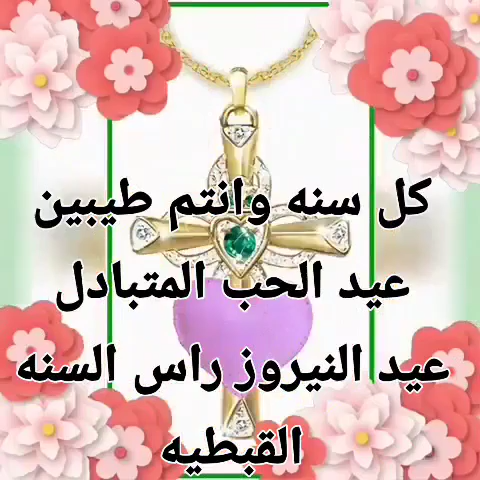 كل سنه وانتم طيبين
عيد الحب المتبادل
عيد النيروز راس السنه
القبطيه